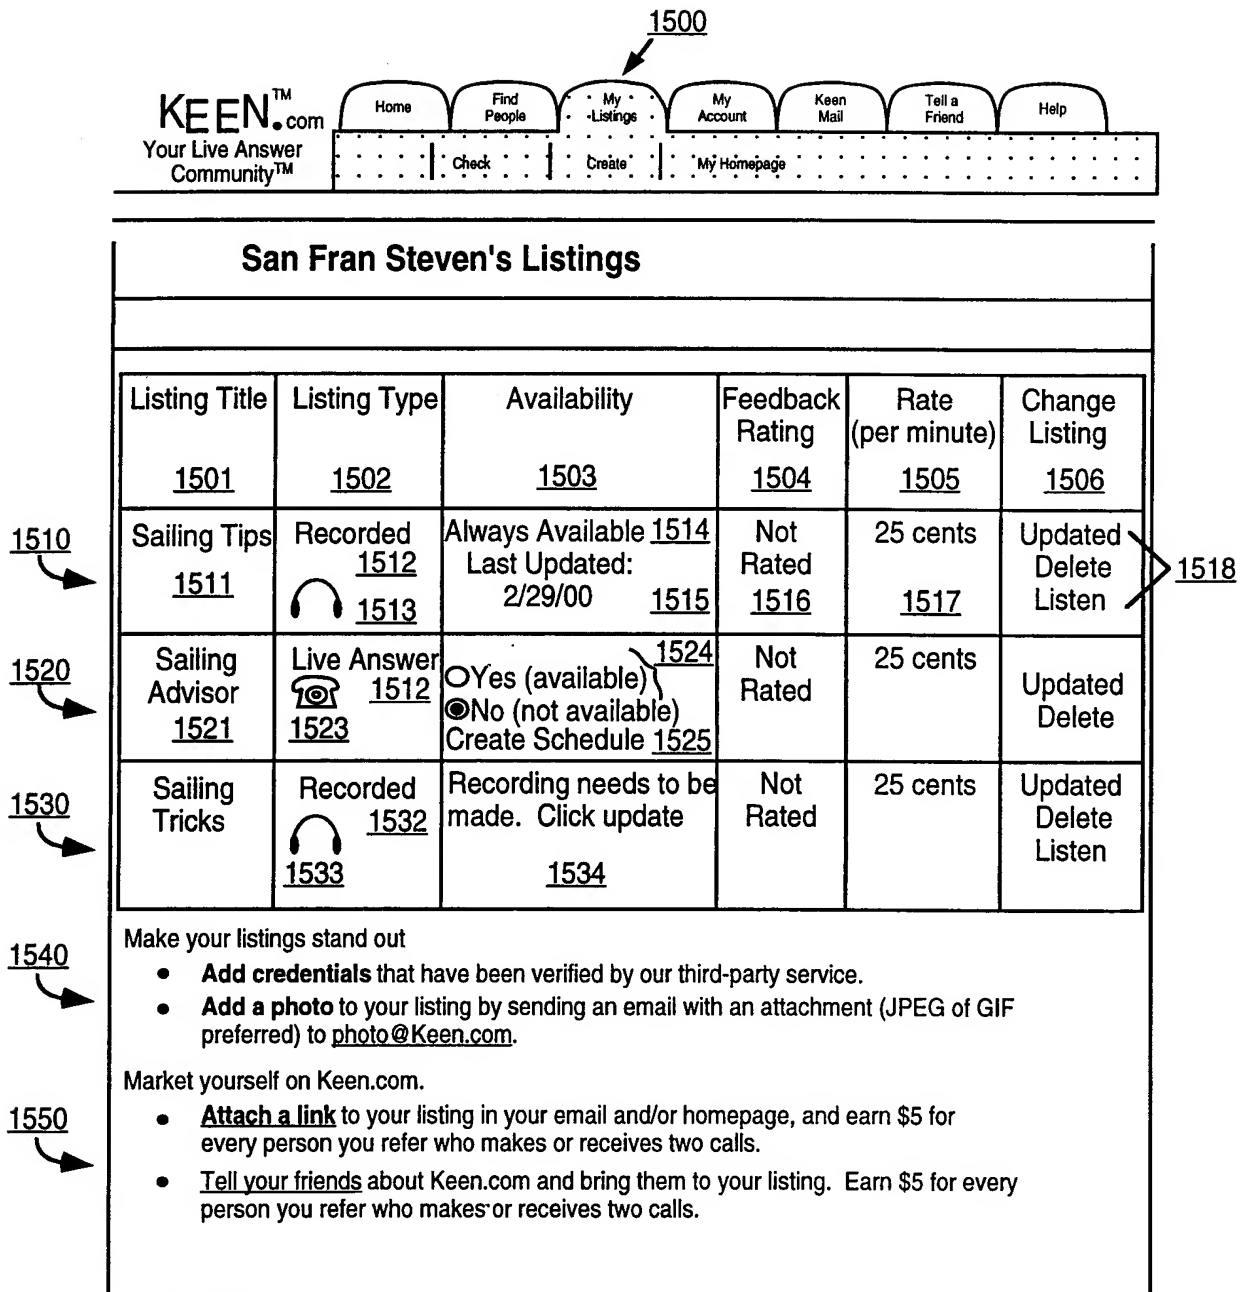 1500
KEEN.™com
Your Live Answer
Community™
Home
Find
People
My
Listings
My
Account
Keen
Mail
Tell a
Friend
Help
Check
Create
My Homepage
San Fran Steven's Listings
Listing Title
1501
Listing Type
1502
Availability
1503
Feedback
Rating
1504
Rate
(per minute)
1505
Change
Listing
1506
1510
Sailing Tips
1511
Recorded
1512
1513
Always Available 1514
Last Updated:
2/29/00 1515
Not
Rated
1516
25 cents
1517
Updated
Delete
Listen
1518
1520
Sailing
Advisor
1521
Live Answer
1512
1523
1524
Yes (available)
No (not available)
Create Schedule 1525
Not
Rated
25 cents
Updated
Delete
1530
Sailing
Tricks
Recorded
1532
1533
Recording needs to be
made. Click update
1534
Not
Rated
25 cents
Updated
Delete
Listen
1540
Make your listings stand out
• Add credentials that have been verified by our third-party service.
• Add a photo to your listing by sending an email with an attachment (JPEG of GIF
preferred) to photo@Keen.com.
Market yourself on Keen.com.
1550
• Attach a link to your listing in your email and/or homepage, and earn $5 for
every person you refer who makes or receives two calls.
• Tell your friends about Keen.com and bring them to your listing. Earn $5 for every
person you refer who makes or receives two calls.